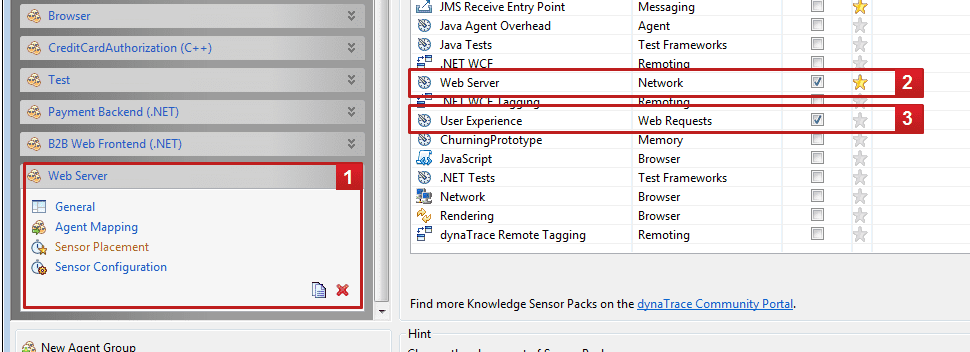 Browser
CreditCardAuthorization (C++)
Test
Payment Backend (.NET)
B2B Web Frontend (.NET)
Web Server 1
General
Agent Mapping
Sensor Placement
Sensor Configuration
New Agent Group
JMS Receive Entry Point Messaging
Java Agent Overhead Agent
Java Tests Test Frameworks
.NET WCF Remoting
Web Server Network 2
.NET WCF Tagging Remoting
User Experience Web Requests 3
ChurningPrototype Memory
JavaScript Browser
.NET Tests Test Frameworks
Network Browser
Rendering Browser
dynaTrace Remote Tagging Remoting
Find more Knowledge Sensor Packs on the dynaTrace Community Portal.
Hint